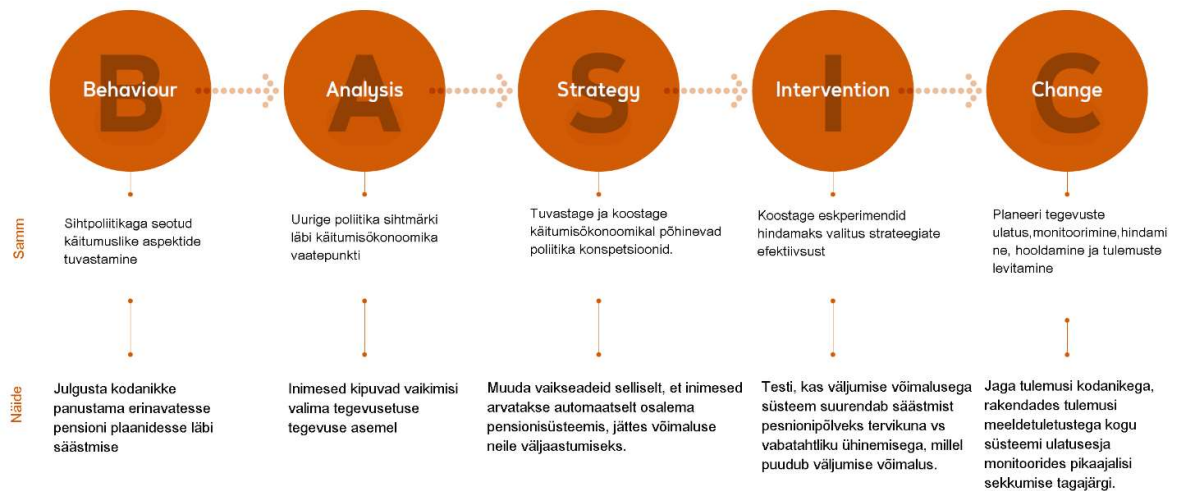 B
Behaviour
A
Analysis
S
Strategy
I
Intervention
C
Change
Samm
Sihtpoliitikaga seotud
käitumuslike aspektide
tuvastamine
Uurige poliitika sihtmärki
läbi käitumisökonoomika
vaatepunkti
Tuvastage ja koostage
käitumisökonoomikal põhinevad
poliitika konspetsioonid.
Koostage eskperimendid
hindamaks valitus strateegiate
efektiivsust
Planeeri tegevuste
ulatus,monitoorimine,hindami
ne, hooldamine ja tulemuste
levitamine
Näide
Julgusta kodanikke
panustama erinavatesse
pensioni plaanidesse läbi
säästmise
Inimesed kipuvad vaikimisi
valima tegevusetuse
tegevuse asemel
Muuda vaikseadeid selliselt, et inimesed
arvatakse automaatselt osalema
pensionisüsteemis, jättes võimaluse
neile väljaastumiseks.
Testi, kas väljumise võimalusega
süsteem suurendab säästmist
pesnionipõlveks tervikuna vs
vabatahtliku ühinemisega, millel
puudub väljumise võimalus.
Jaga tulemusi kodanikega,
rakendades tulemusi
meeldetuletustega kogu
süsteemi ulatusesja
monitoorides pikaajalisi
sekkumise tagajärgi.